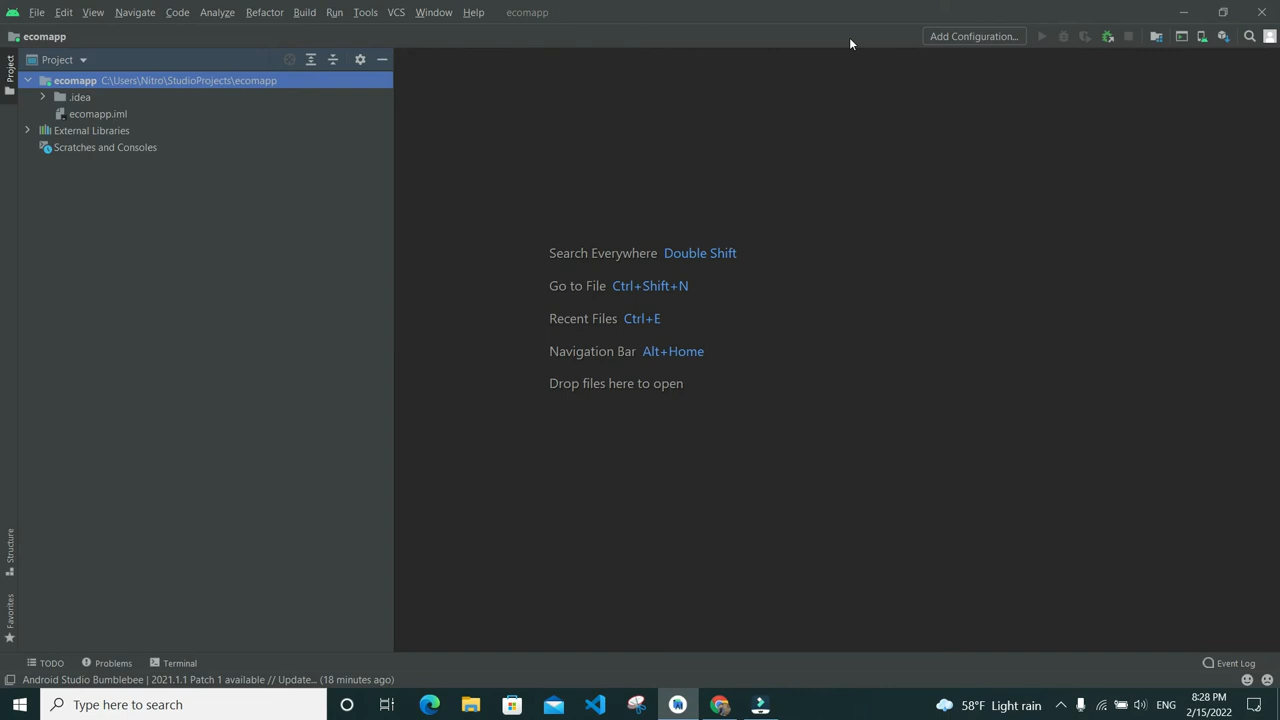 File Edit View Navigate Code Analyze Refactor Build Run Tools VCS Window Help ecomapp
ecomapp Add Configuration...
Project
Project
ecomapp C:\Users\Nitro\StudioProjects\ecomapp
.idea
ecomapp.iml
External Libraries
Scratches and Consoles
Search Everywhere Double Shift
Go to File Ctrl+Shift+N
Recent Files Ctrl+E
Navigation Bar Alt+Home
Drop files here to open
Structure
Favorites
TODO Problems Terminal Event Log
Android Studio Bumblebee | 2021.1.1 Patch 1 available // Update... (18 minutes ago)
Type here to search 58°F Light rain ENG 8:28 PM
2/15/2022